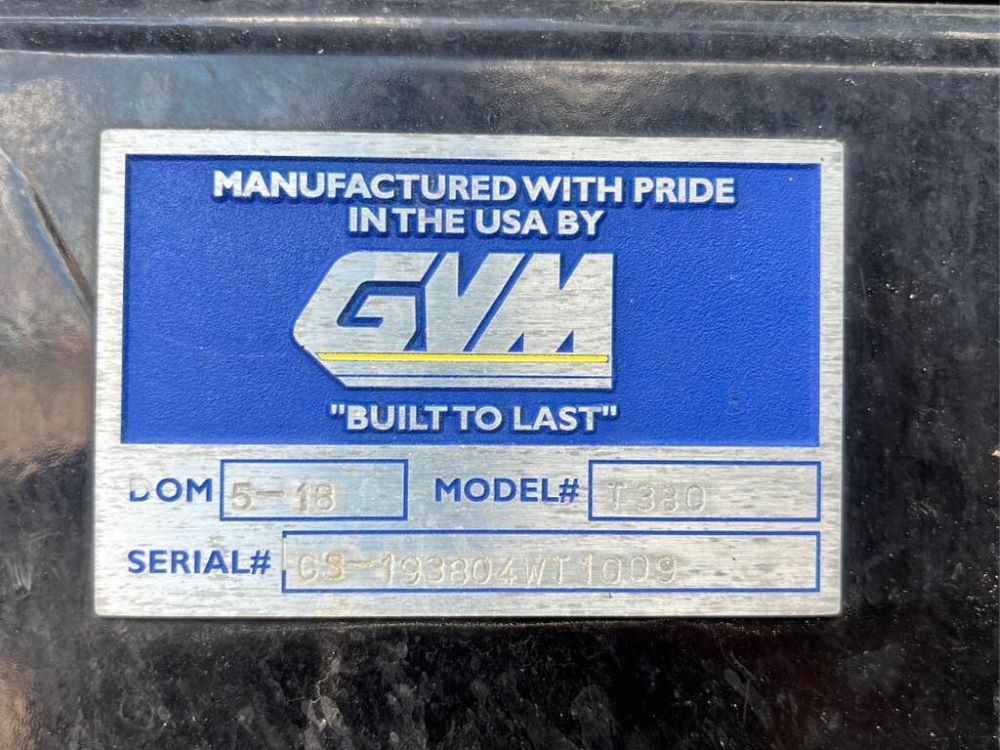 MANUFACTURED WITH PRIDE
IN THE USA BY
GVM
"BUILT TO LAST"
DOM 5-18 MODEL# T380
SERIAL# CS-193804WT1009